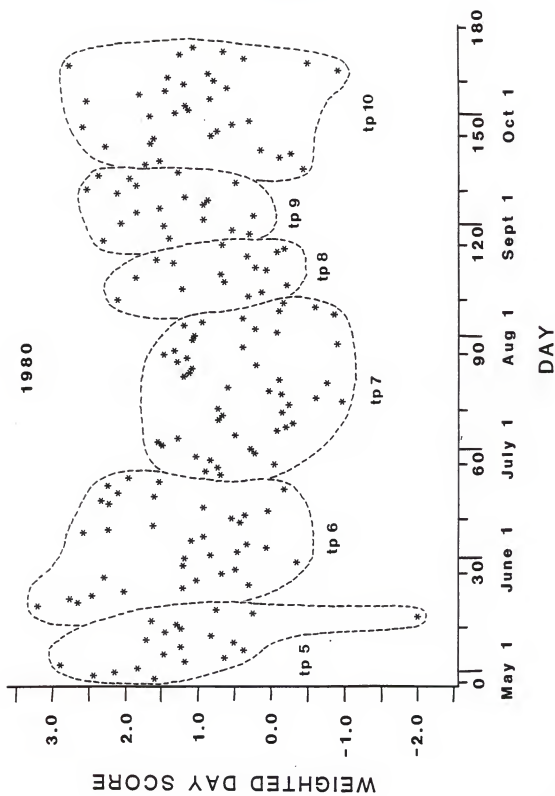 1980
WEIGHTED DAY SCORE
3.0
2.0
1.0
0.0
-1.0
-2.0
tp 5
tp 6
tp 7
tp 8
tp 9
tp 10
0 30 60 90 120 150 180
May 1 June 1 July 1 Aug 1 Sept 1 Oct 1
DAY